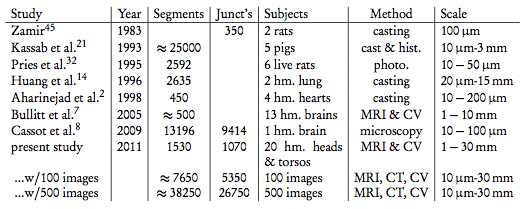 Study Year Segments Junct's Subjects Method Scale
Zamir45 1983 350 2 rats casting 100 μm
Kassab et al.21 1993 ≈25000 5 pigs cast & hist. 10 μm-3 mm
Pries et al.32 1995 2592 6 live rats photo. 10 – 50 μm
Huang et al.14 1996 2635 2 hm. lung casting 20 μm-15 mm
Aharinejad et al.2 1998 450 4 hm. hearts casting 10 – 200 μm
Bullitt et al.7 2005 ≈ 500 13 hm. brains MRI & CV 1 – 10 mm
Cassot et al.8 2009 13196 9414 1 hm. brain microscopy 10 – 100μm
present study 2011 1530 1070 20 hm. heads MRI & CV 1 – 30 mm
& torsos
...w/100 images ≈ 7650 5350 100 images MRI, CT, CV 10 μm-30 mm
...w/500 images ≈ 38250 26750 500 images MRI, CT, CV 10 μm-30 mm